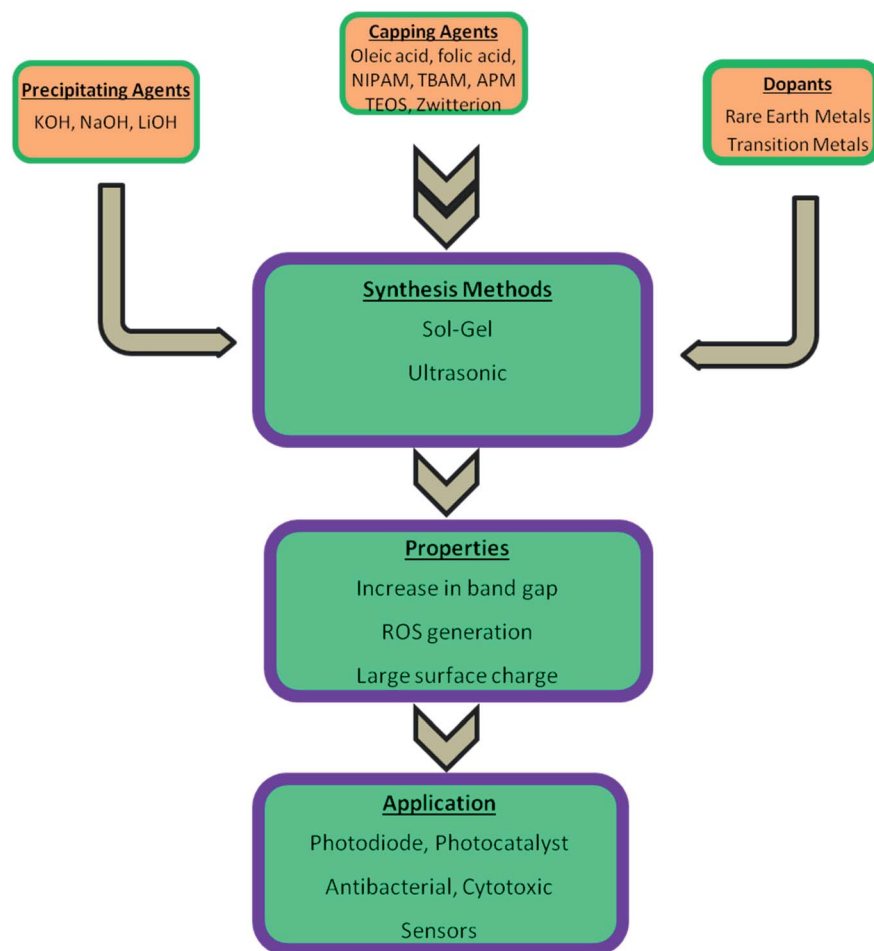 Capping Agents
Oleic acid, folic acid,
NIPAM, TBAM, APM
TEOS, Zwitterion
Precipitating Agents
KOH, NaOH, LiOH
Dopants
Rare Earth Metals
Transition Metals
Synthesis Methods
Sol-Gel
Ultrasonic
Properties
Increase in band gap
ROS generation
Large surface charge
Application
Photodiode, Photocatalyst
Antibacterial, Cytotoxic
Sensors